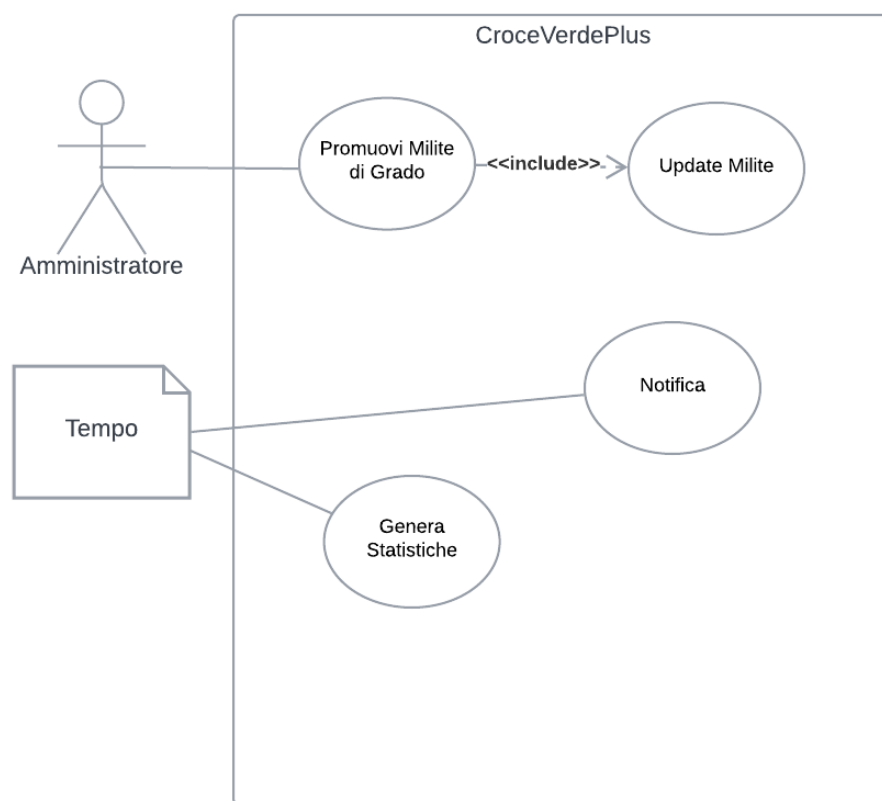 CroceVerdePlus
Promuovi Milite
di Grado
<<include>>
Update Milite
Amministratore
Tempo
Notifica
Genera
Statistiche